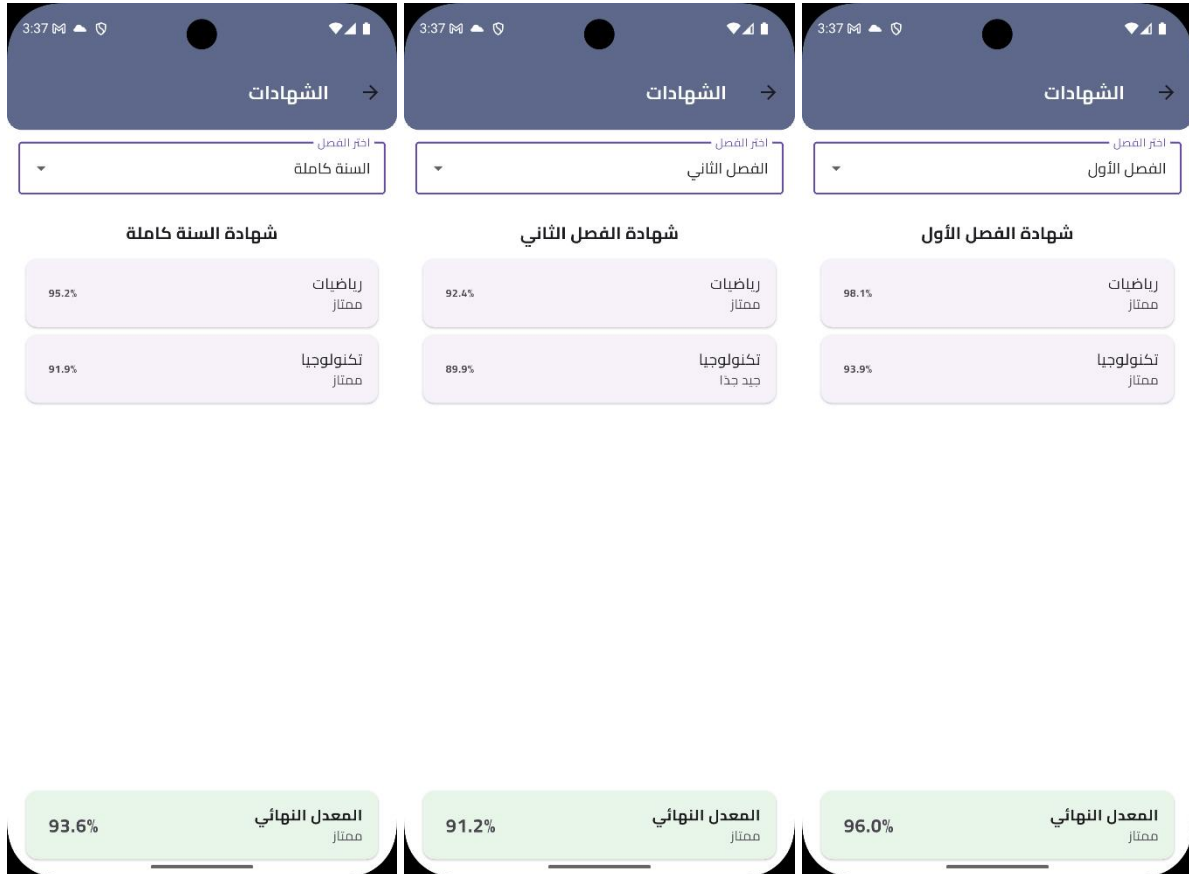 3:37
الشهادات
اختر الفصل
الفصل الأول
شهادة الفصل الأول
رياضيات
ممتاز
98.1%
تكنولوجيا
ممتاز
93.9%
المعدل النهائي
ممتاز
96.0%
3:37
الشهادات
اختر الفصل
الفصل الثاني
شهادة الفصل الثاني
رياضيات
ممتاز
92.4%
تكنولوجيا
جيد جدًا
89.9%
المعدل النهائي
ممتاز
91.2%
3:37
الشهادات
اختر الفصل
السنة كاملة
شهادة السنة كاملة
رياضيات
ممتاز
95.2%
تكنولوجيا
ممتاز
91.9%
المعدل النهائي
ممتاز
93.6%